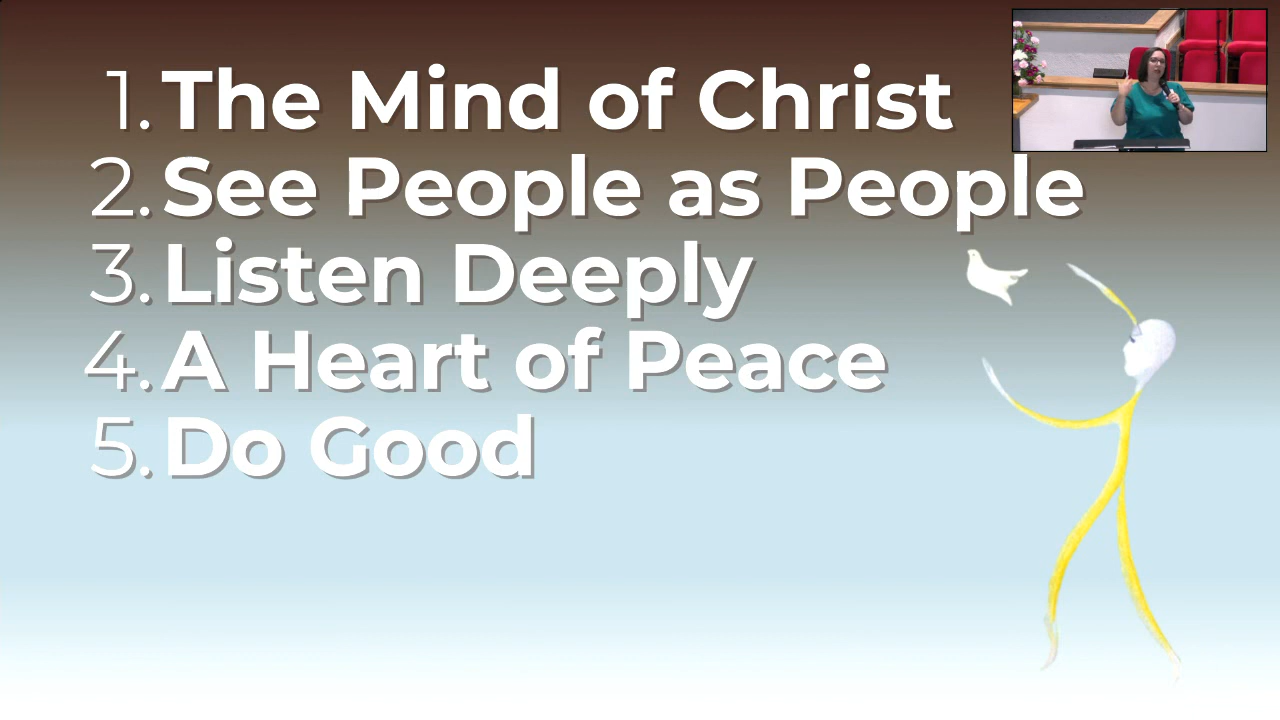 1. The Mind of Christ
2. See People as People
3. Listen Deeply
4. A Heart of Peace
5. Do Good